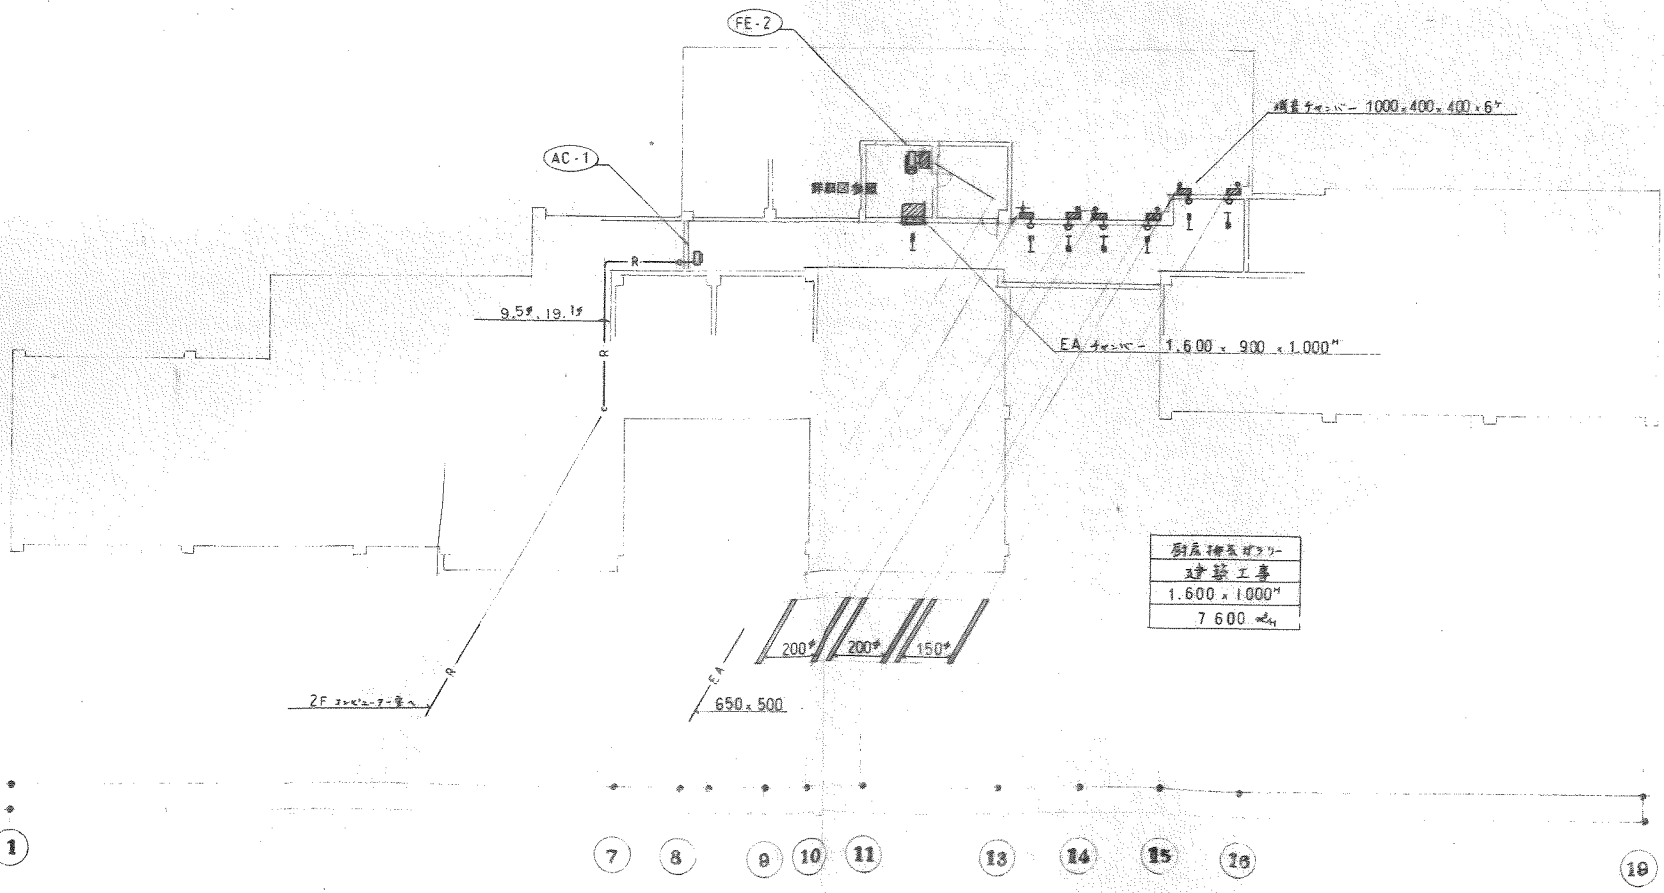 FE-2
消音チャンバー 1000×400×400×6ケ
AC-1
詳細図参照
R
9.5φ.19.1φ
R
EA チャンバー 1.600 × 900 × 1.000H
厨房排気ガラリー
建築工事
1.600 × 1000H
7 600 ㎥/H
200φ
200φ
150φ
R
EA
2F コンピューター室へ
650×500
1
7
8
9
10
11
13
14
15
16
19